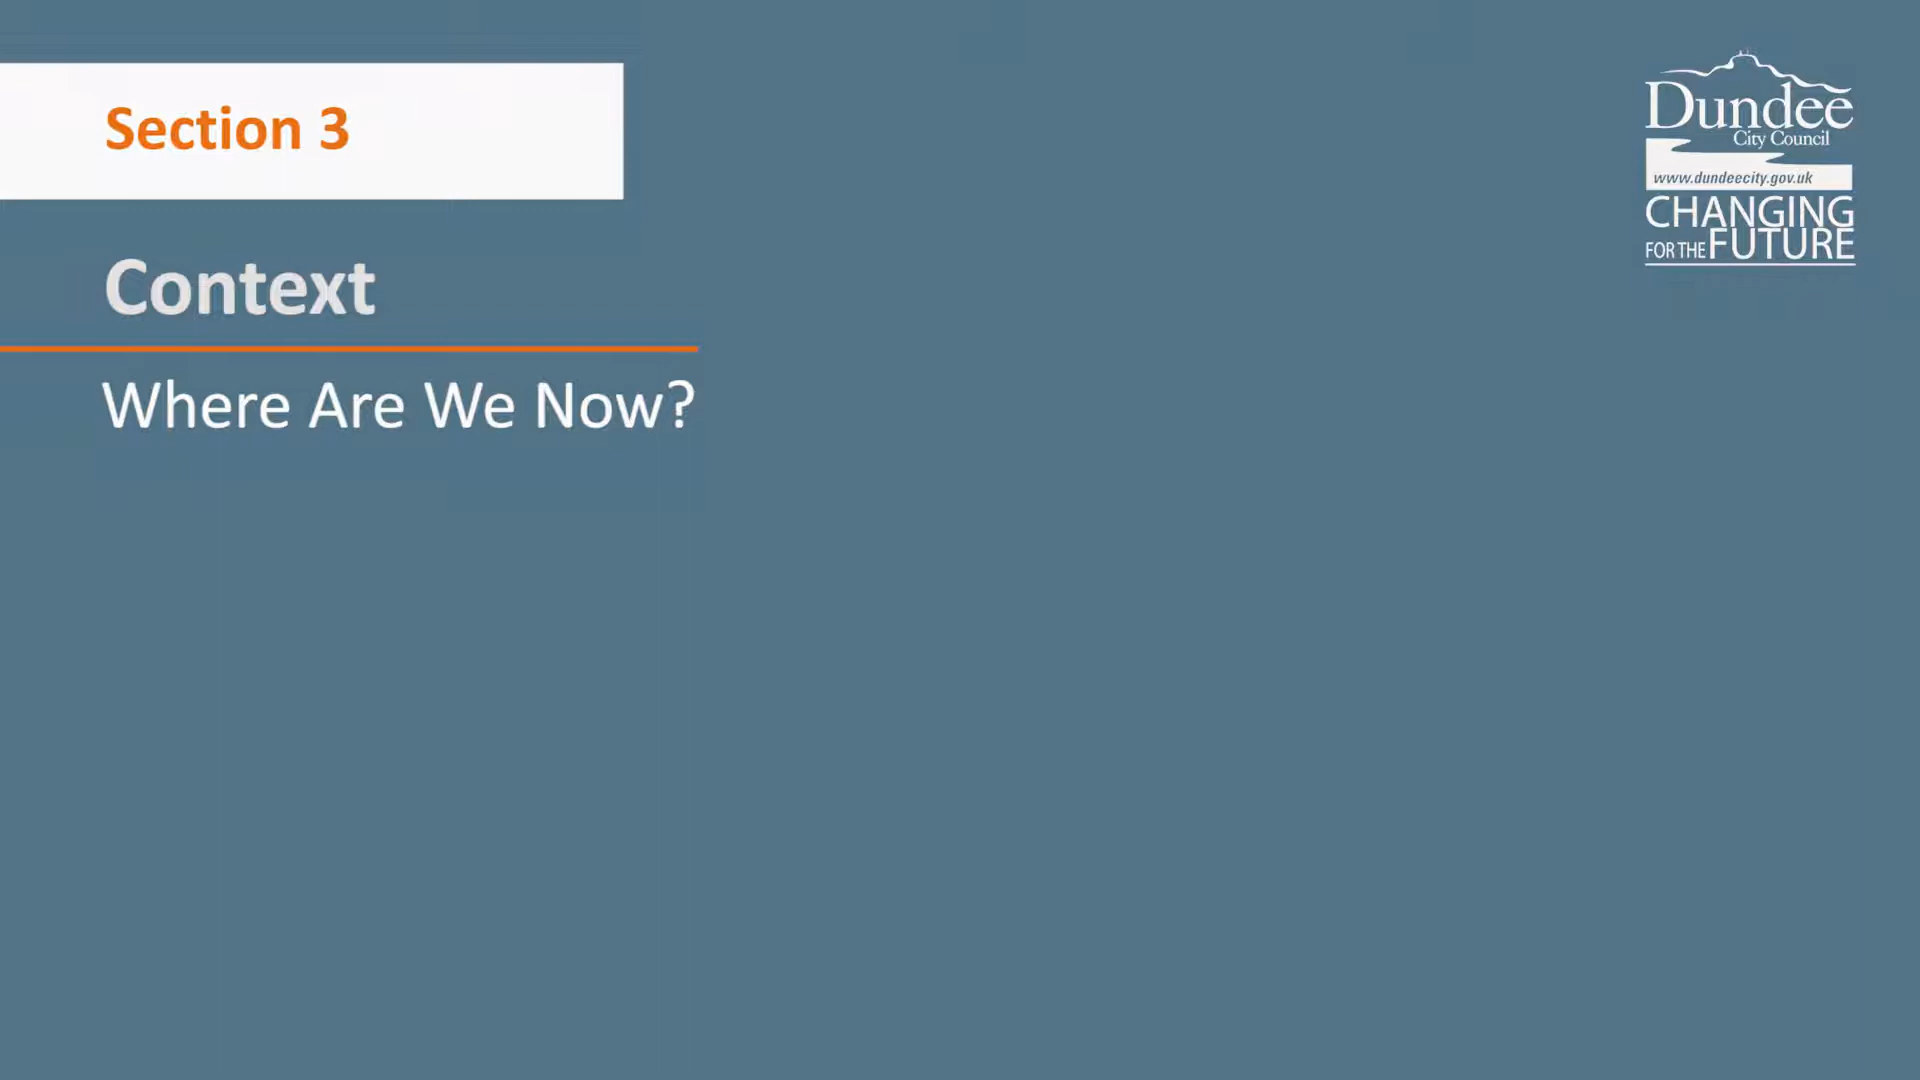 Section 3
Context
Where Are We Now?
Dundee
City Council
www.dundeecity.gov.uk
CHANGING
FOR THE FUTURE